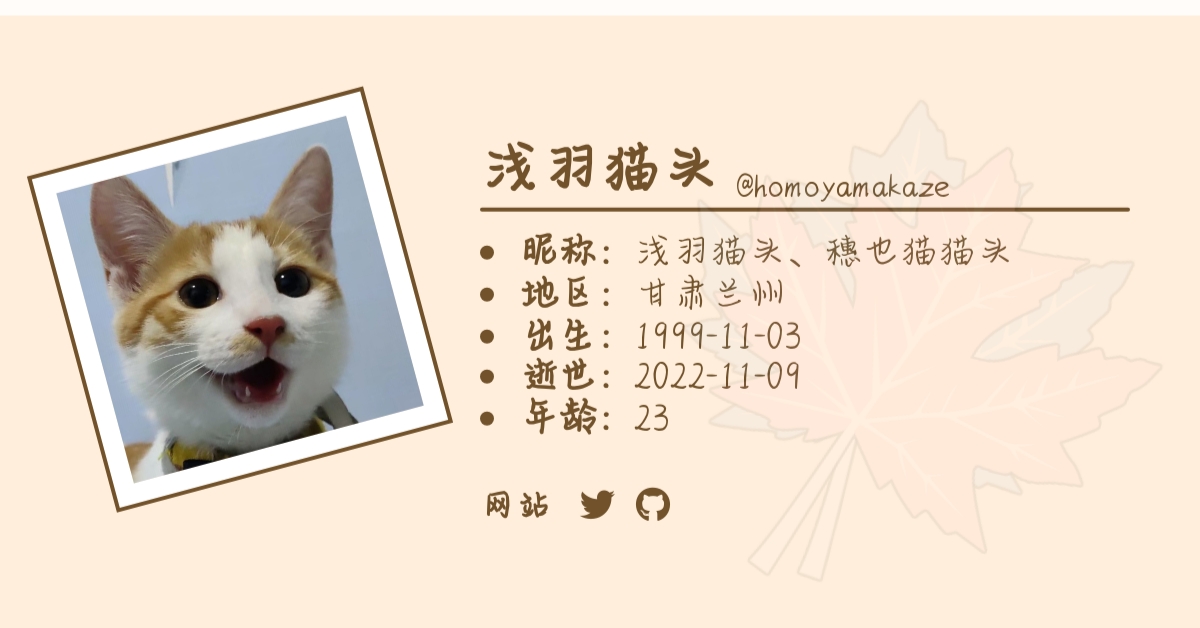 浅羽猫头 @homoyamakaze
昵称：浅羽猫头、穗也猫猫头
地区：甘肃兰州
出生：1999-11-03
逝世：2022-11-09
年龄：23
网站